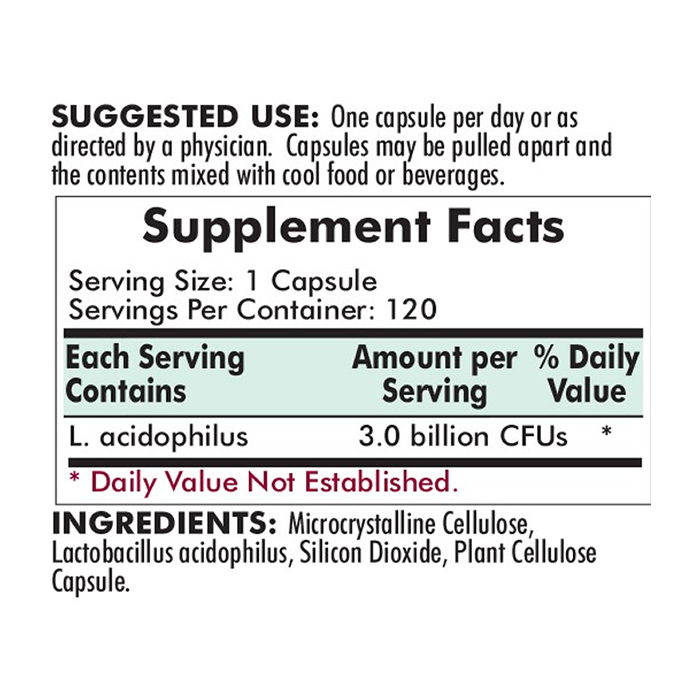 SUGGESTED USE: One capsule per day or as
directed by a physician. Capsules may be pulled apart and
the contents mixed with cool food or beverages.
Supplement Facts
Serving Size: 1 Capsule
Servings Per Container: 120
Each Serving Contains Amount per Serving % Daily Value
L. acidophilus 3.0 billion CFUs *
* Daily Value Not Established.
INGREDIENTS: Microcrystalline Cellulose,
Lactobacillus acidophilus, Silicon Dioxide, Plant Cellulose
Capsule.